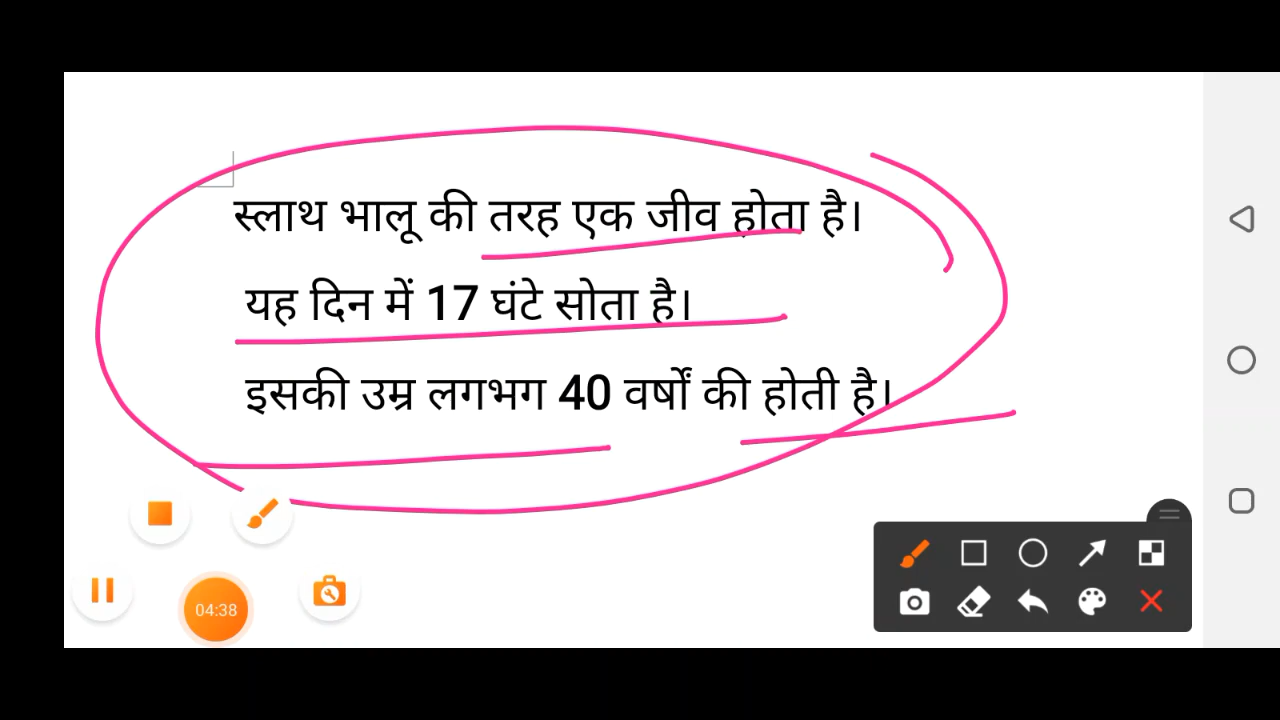 स्लाथ भालू की तरह एक जीव होता है।
यह दिन में 17 घंटे सोता है।
इसकी उम्र लगभग 40 वर्षों की होती है।
04:38